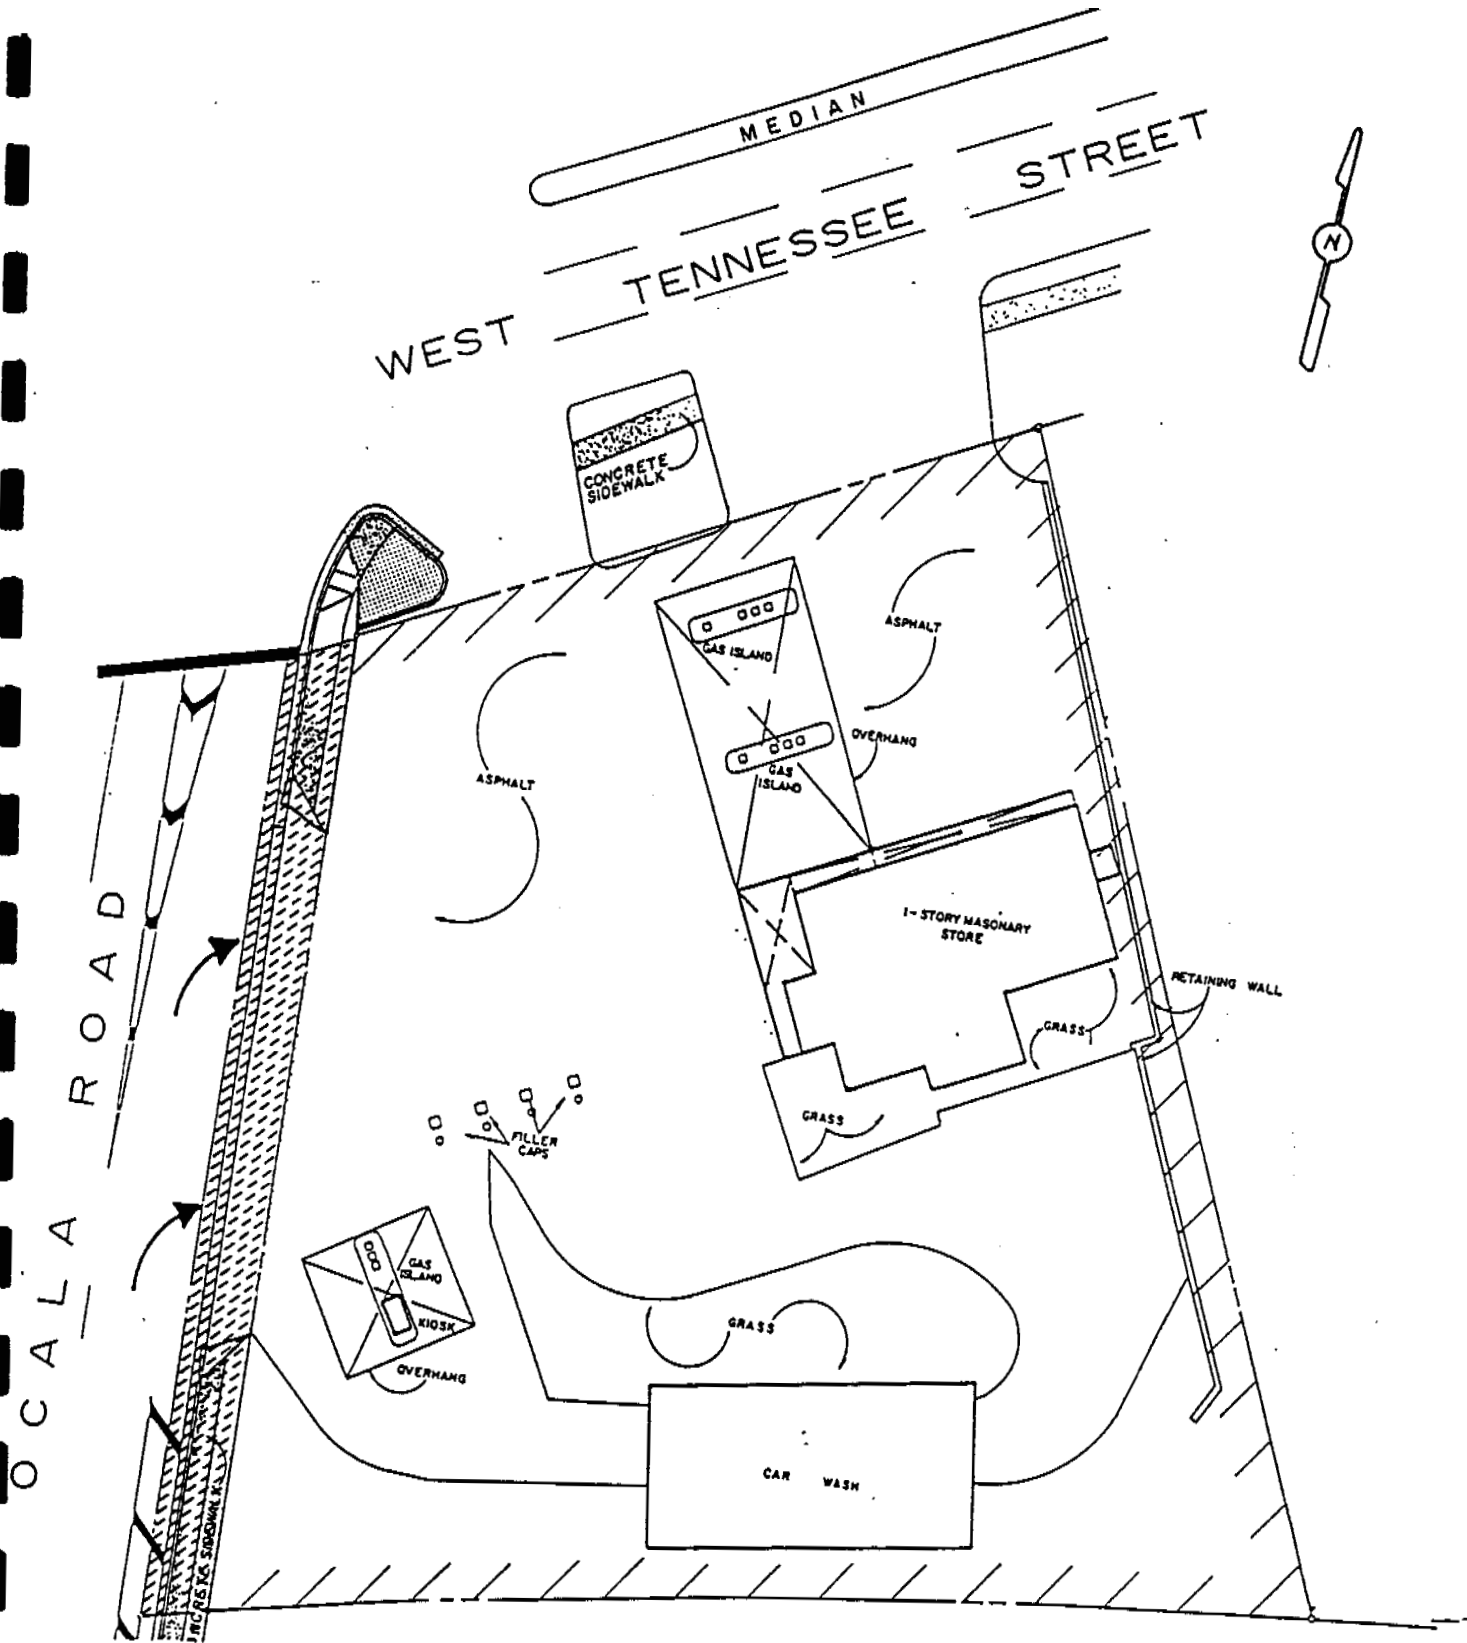 MEDIAN
WEST TENNESSEE STREET
N
CONCRETE
SIDEWALK
ASPHALT
GAS ISLAND
OVERHANG
GAS
ISLAND
ASPHALT
1-STORY MASONARY
STORE
RETAINING WALL
GRASS
GRASS
FILLER
CAPS
GAS
ISLAND
KIOSK
OVERHANG
GRASS
CAR WASH
OCALA ROAD
SIDEWALK